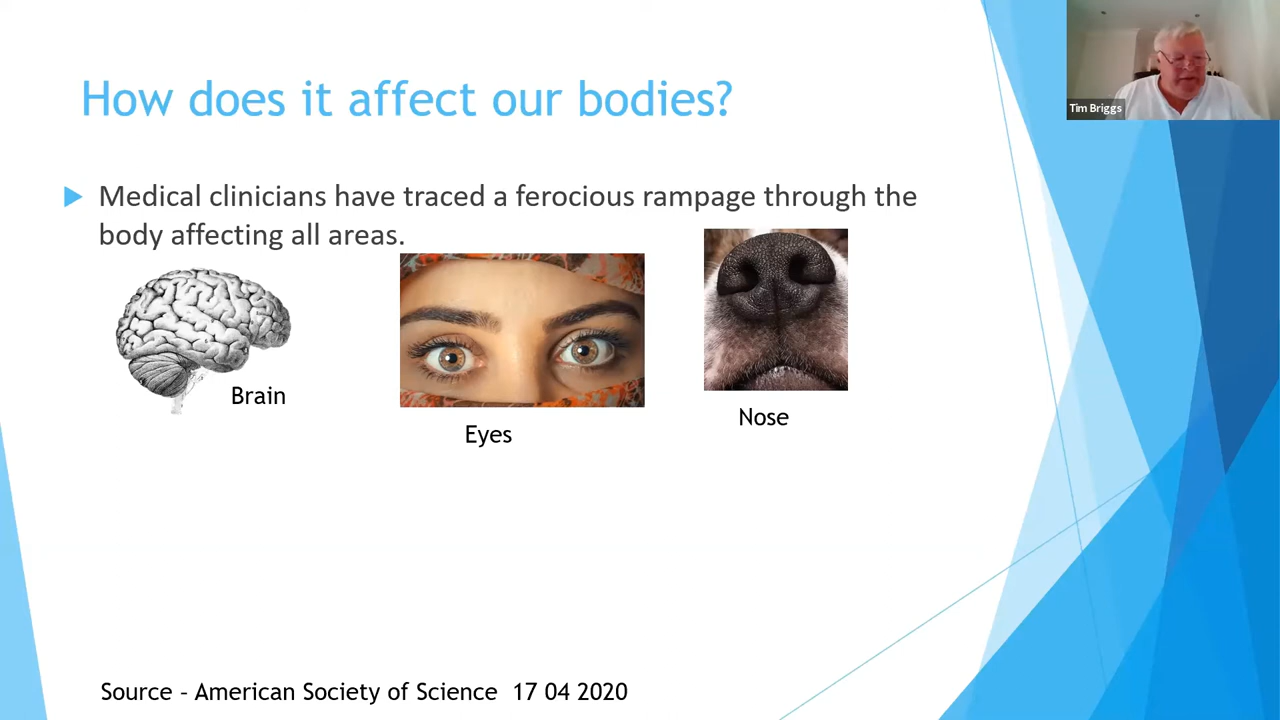 How does it affect our bodies?
Tim Briggs
Medical clinicians have traced a ferocious rampage through the
body affecting all areas.
Brain
Eyes
Nose
Source – American Society of Science 17 04 2020